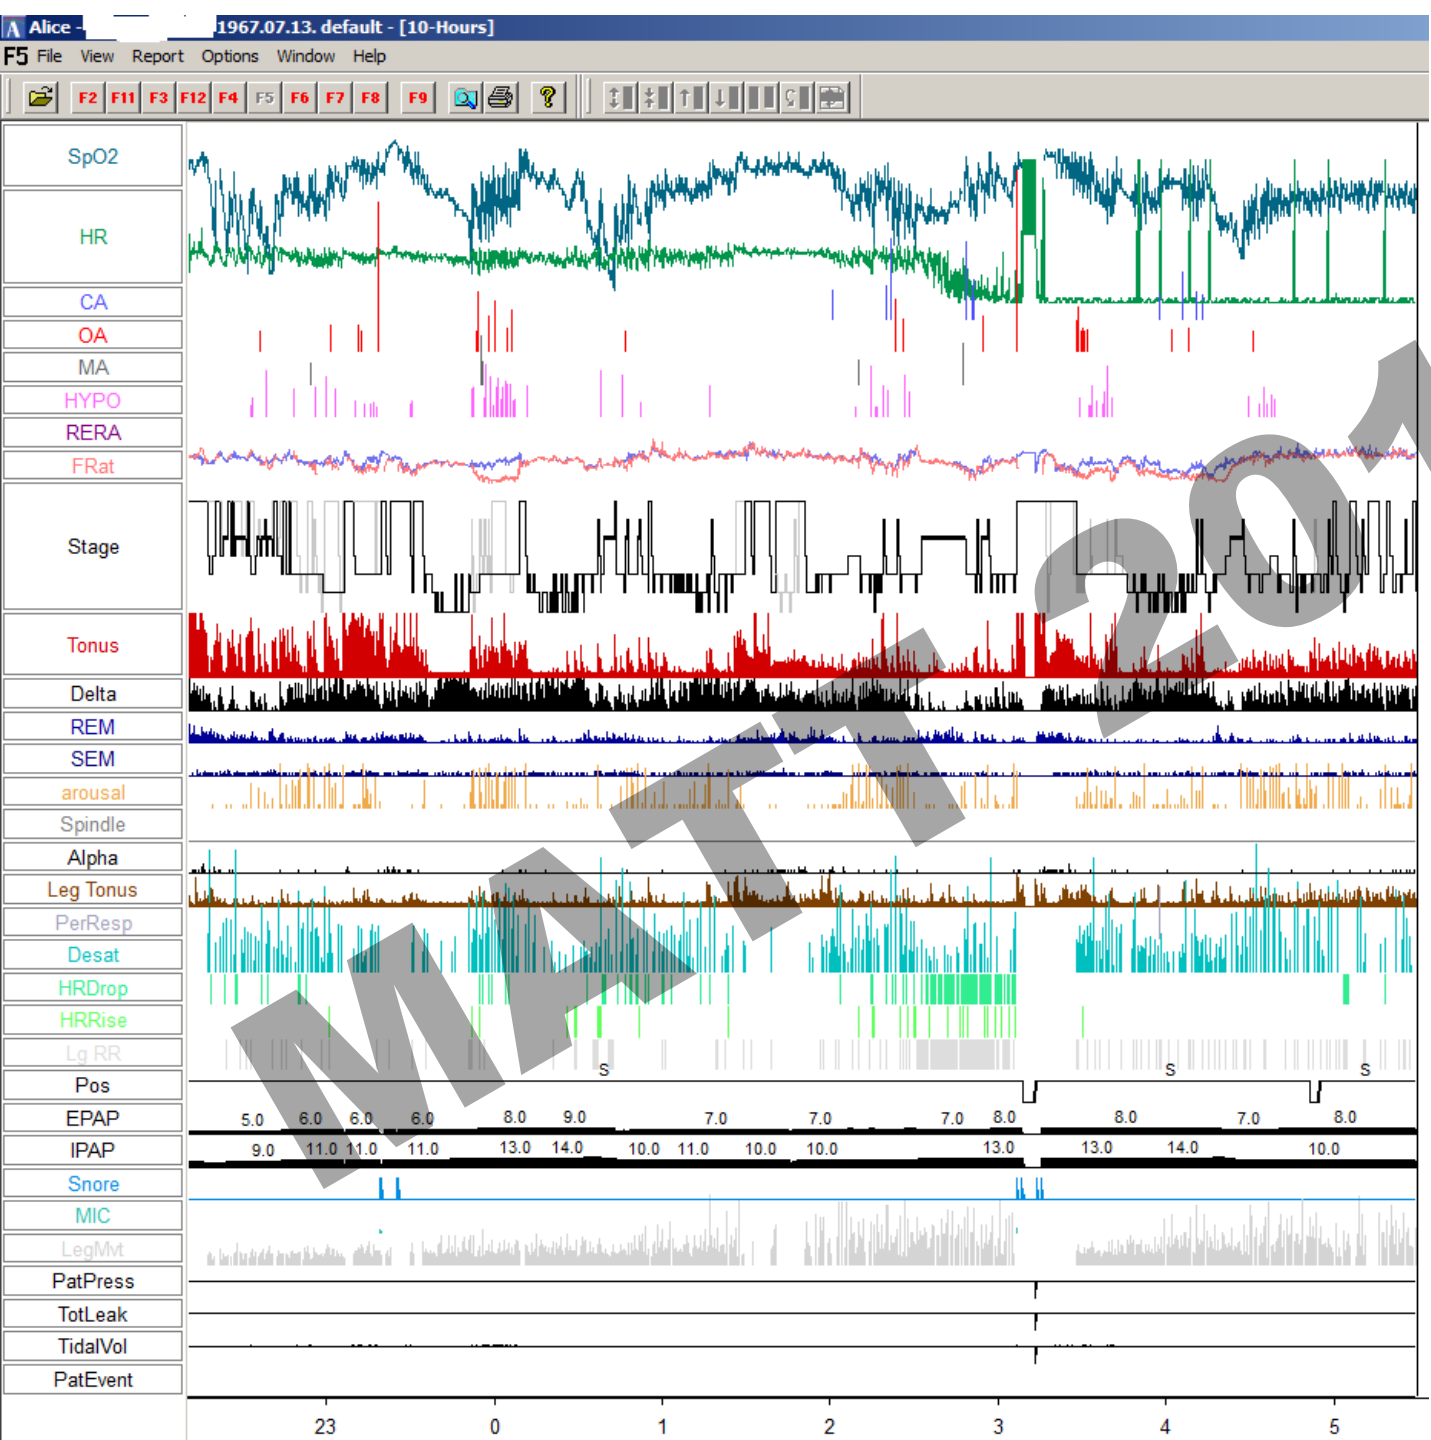 Alice - 1967.07.13. default - [10-Hours]
F5 File View Report Options Window Help
F2 F11 F3 F12 F4 F5 F6 F7 F8 F9
SpO2
HR
CA
OA
MA
HYPO
RERA
FRat
Stage
Tonus
Delta
REM
SEM
arousal
Spindle
Alpha
Leg Tonus
PerResp
Desat
HRDrop
HRRise
Lg RR
S S S
Pos
EPAP 5.0 6.0 6.0 6.0 8.0 9.0 7.0 7.0 7.0 8.0 8.0 7.0 8.0
IPAP 9.0 11.0 11.0 11.0 13.0 14.0 10.0 11.0 10.0 10.0 13.0 13.0 14.0 10.0
Snore
MIC
LegMvt
PatPress
TotLeak
TidalVol
PatEvent
23 0 1 2 3 4 5
MATT 201